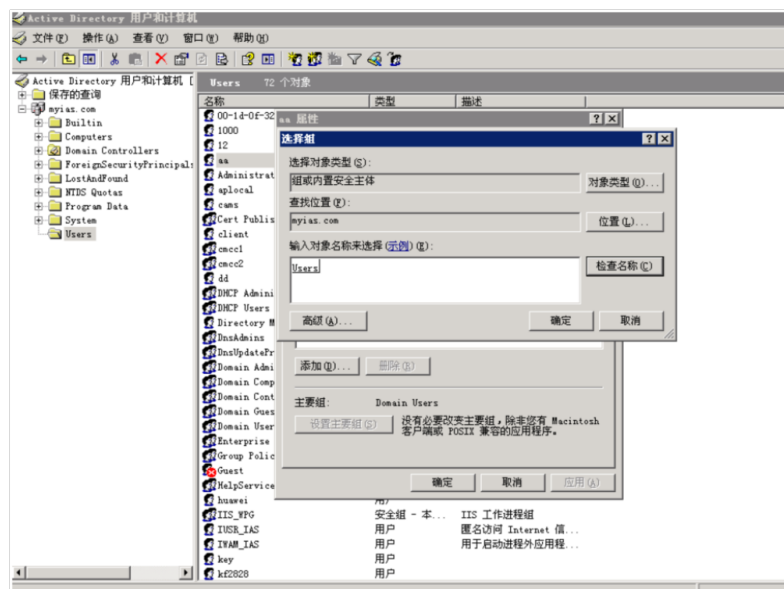 Active Directory 用户和计算机
文件(F) 操作(A) 查看(V) 窗口(W) 帮助(H)
Active Directory 用户和计算机 [
保存的查询
myias.com
Builtin
Computers
Domain Controllers
ForeignSecurityPrincipals
LostAndFound
NTDS Quotas
Program Data
System
Users
Users 72 个对象
名称 类型 描述
00-1d-0f-32
1000
12
aa
Administrat
aplocal
cams
Cert Publis
client
cmcc1
cmcc2
dd
DHCP Admini
DHCP Users
Directory M
DnsAdmins
DnsUpdatePr
Domain Admi
Domain Comp
Domain Cont
Domain Gues
Domain User
Enterprise
Group Polic
Guest
HelpService
huawei 用户
IIS_WPG 安全组 - 本... IIS 工作进程组
IUSR_IAS 用户 匿名访问 Internet 信...
IWAM_IAS 用户 用于启动进程外应用程...
key 用户
kf2828 用户
aa 属性
选择组
选择对象类型(S):
组或内置安全主体 对象类型(O)...
查找位置(F):
myias.com 位置(L)...
输入对象名称来选择(示例)(E):
Users 检查名称(C)
高级(A)... 确定 取消
添加(D)... 删除(R)
主要组: Domain Users
设置主要组(S) 没有必要改变主要组，除非您有 Macintosh
客户端或 POSIX 兼容的应用程序。
确定 取消 应用(A)